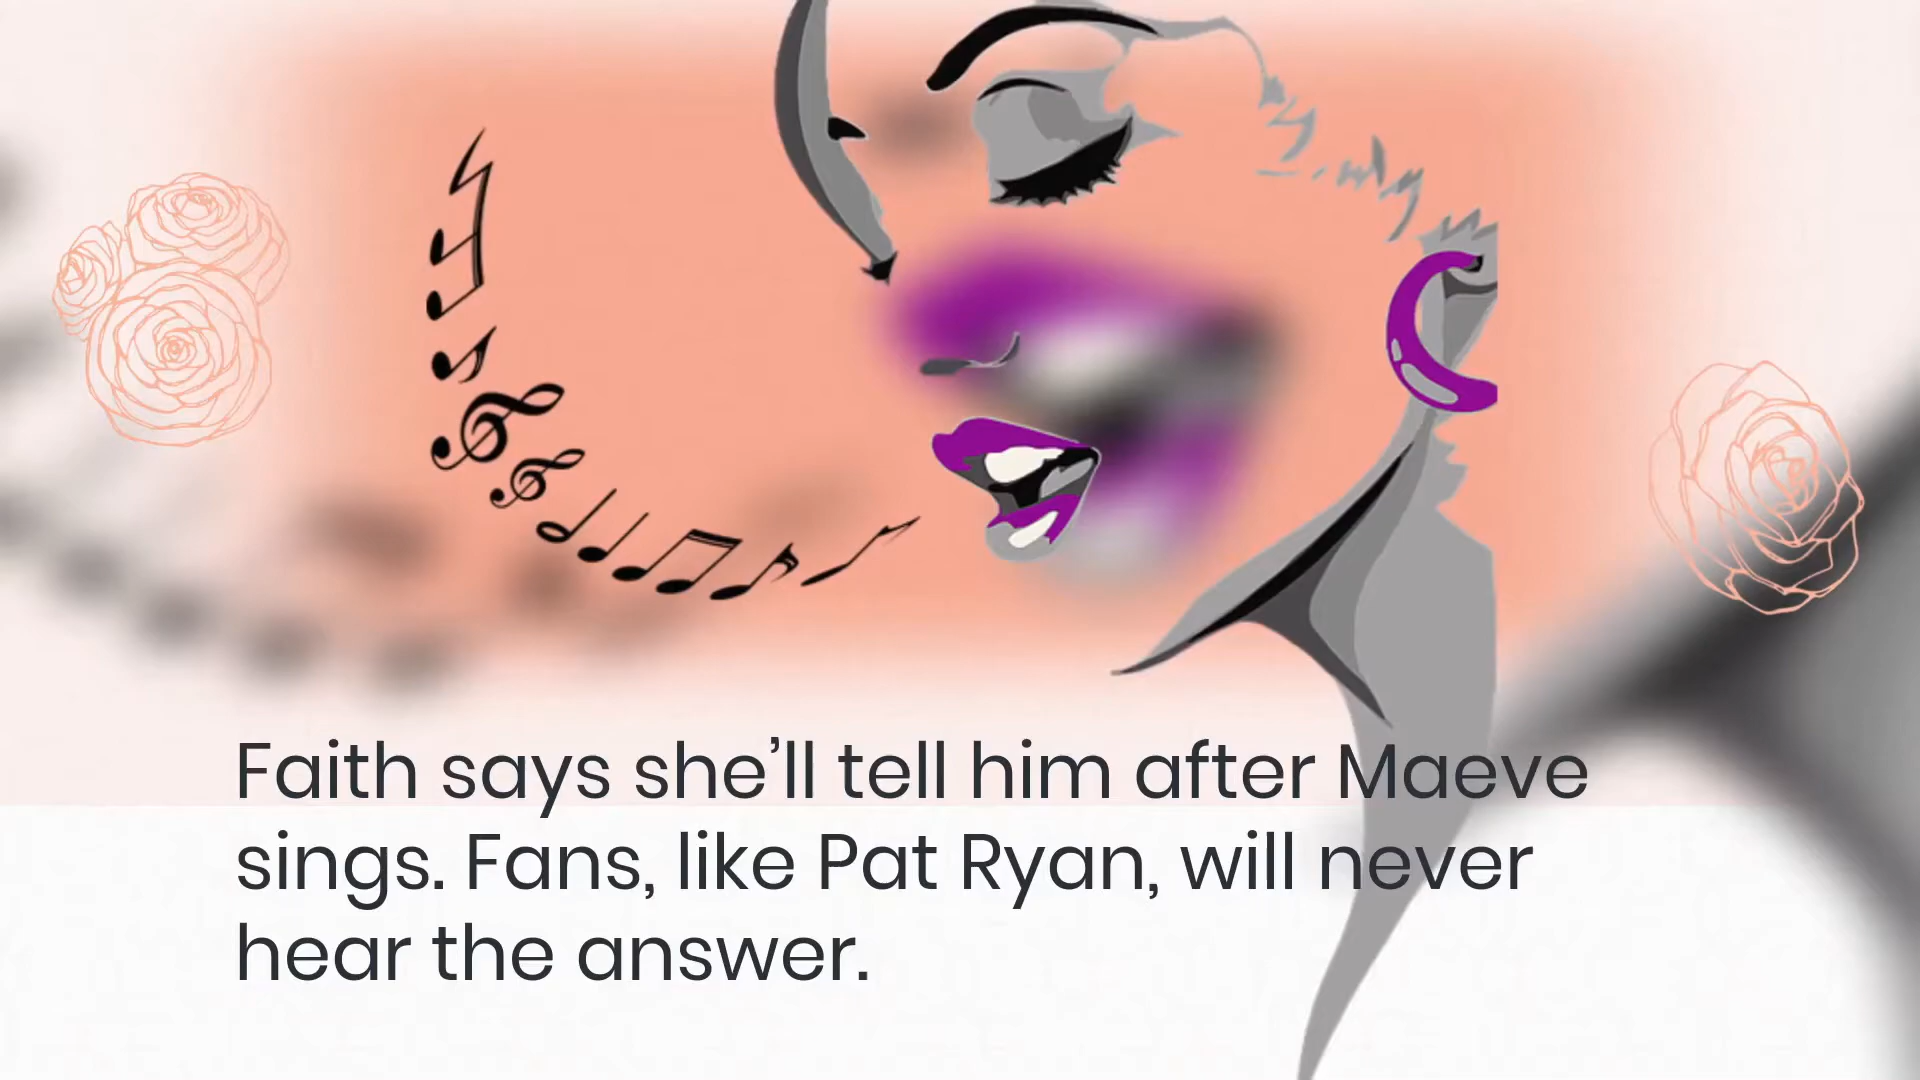 Faith says she’ll tell him after Maeve
sings. Fans, like Pat Ryan, will never
hear the answer.